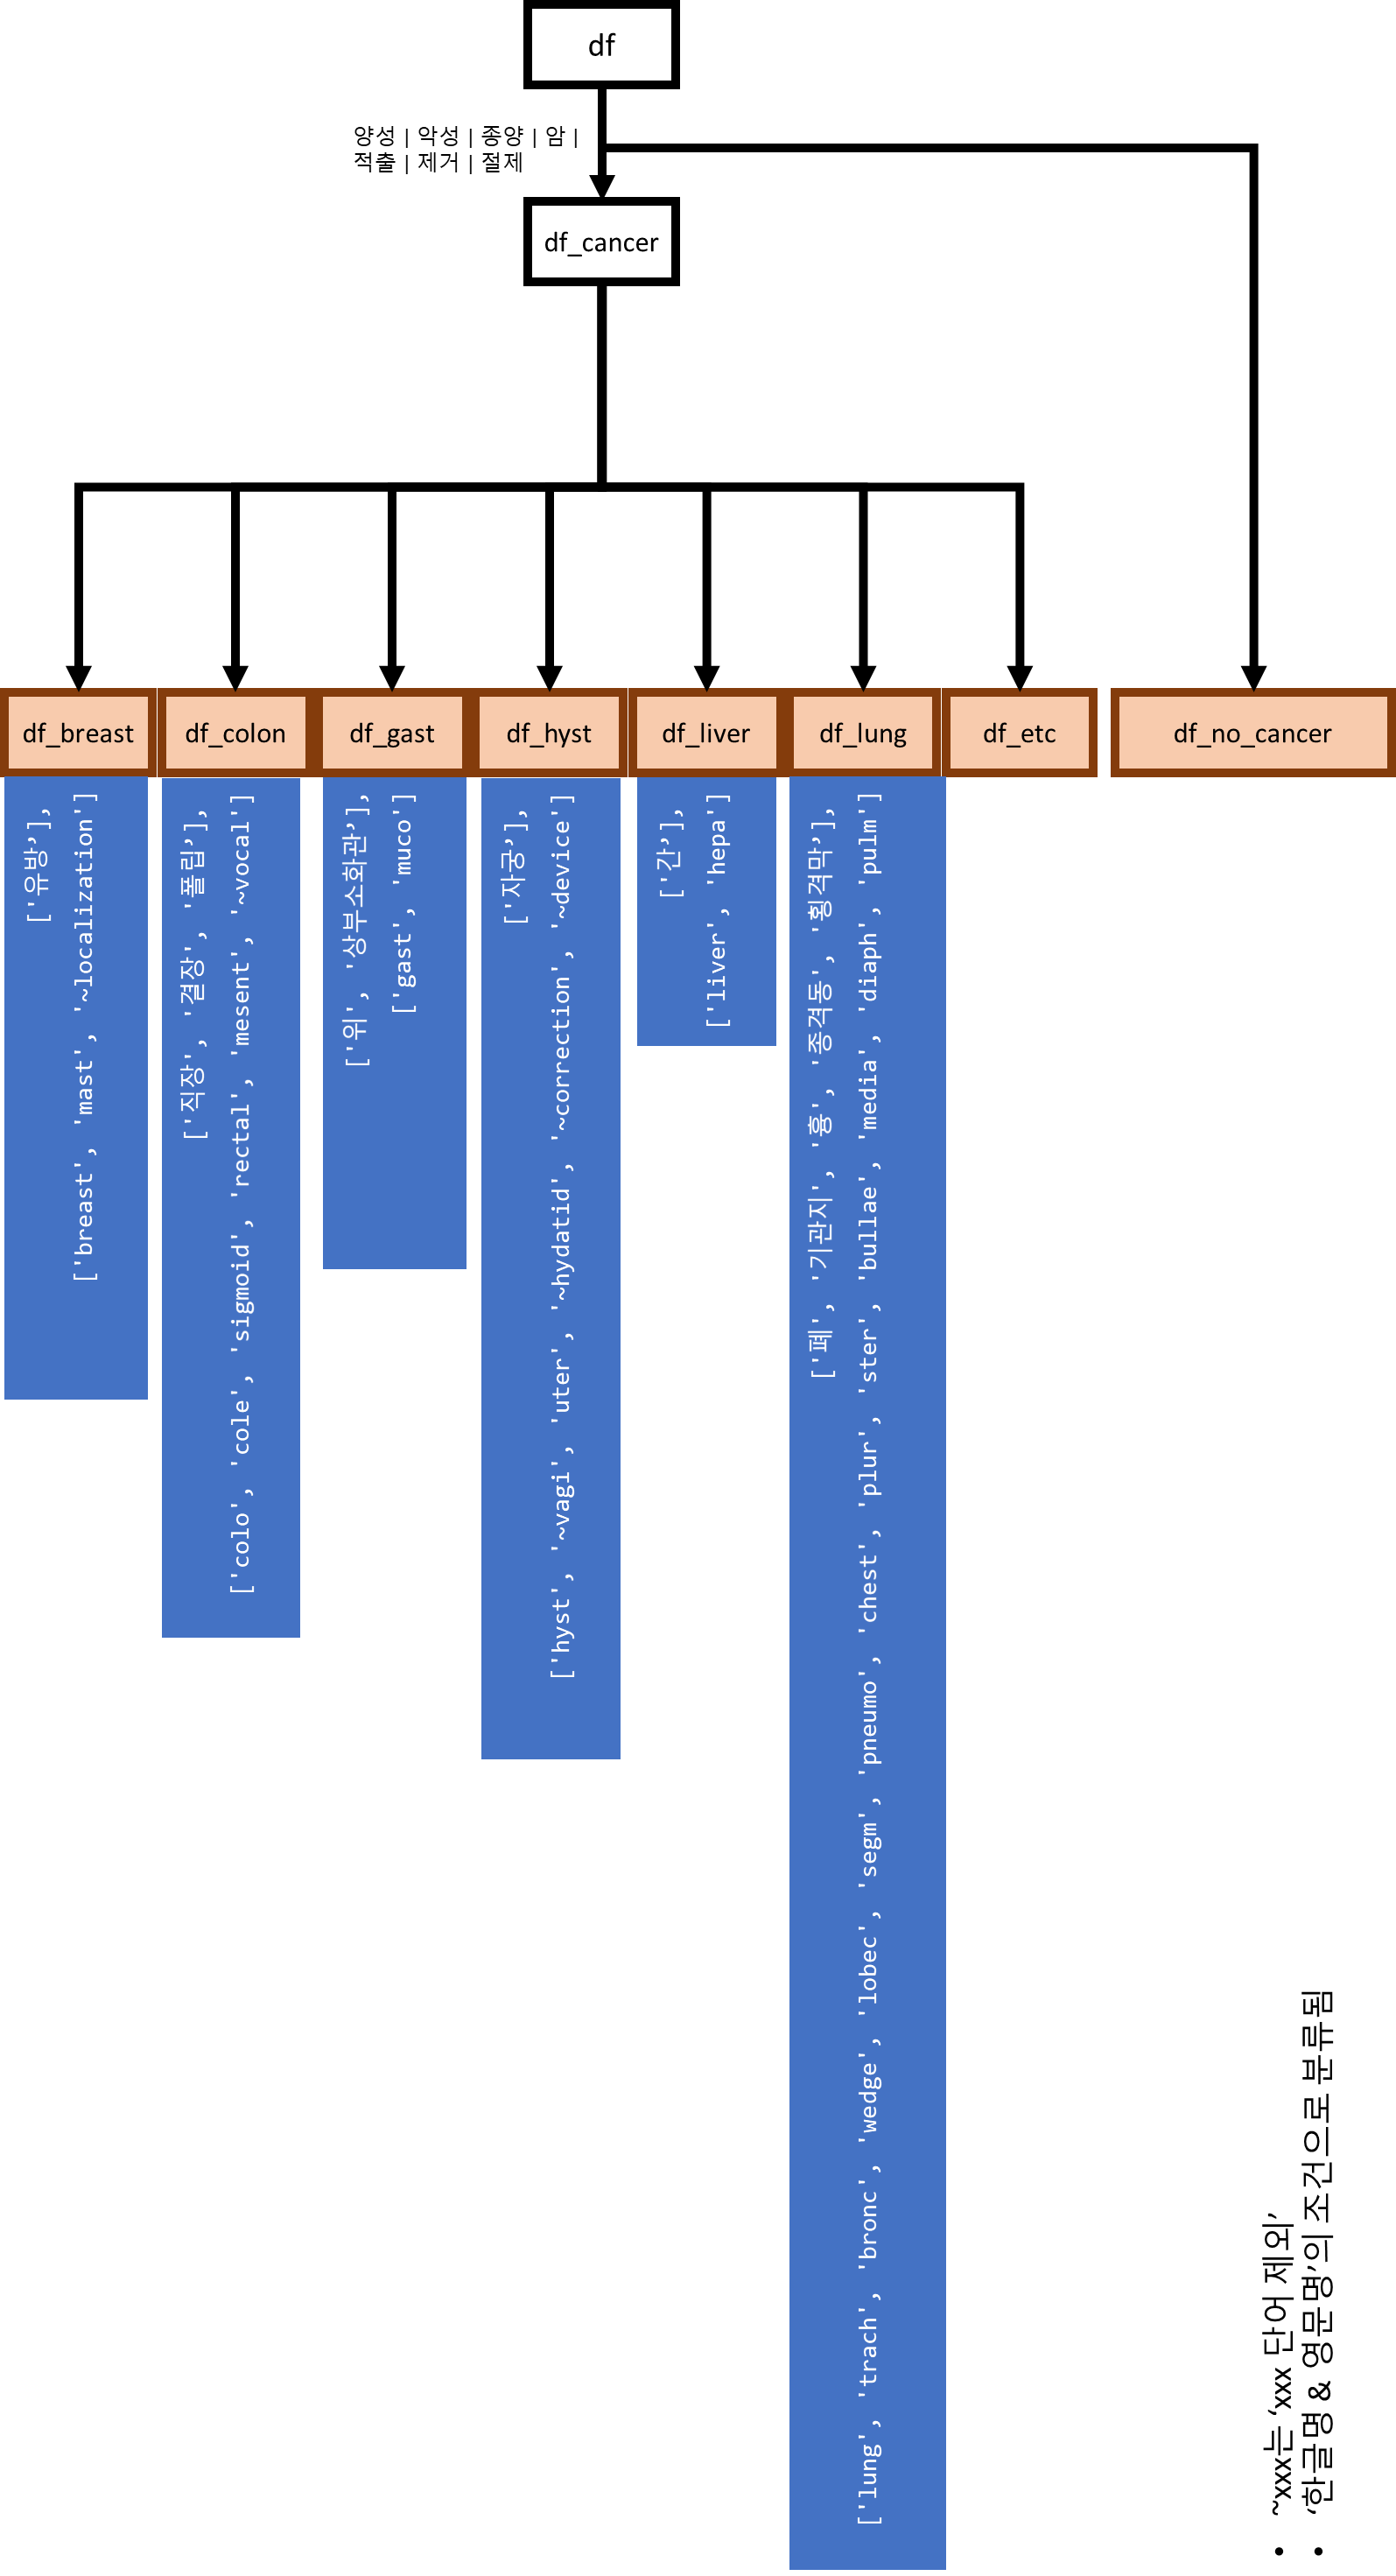 df
양성 | 악성 | 종양 | 암 |
적출 | 제거 | 절제
df_cancer
df_breast
df_colon
df_gast
df_hyst
df_liver
df_lung
df_etc
df_no_cancer
['유방’],
['breast', 'mast', '~localization']
['직장', '결장', '폴립’],
['colo', 'cole', 'sigmoid', 'rectal', 'mesent', '~vocal']
['위', '상부소화관’],
['gast', 'muco']
['자궁’],
['hyst', '~vagi', 'uter', '~hydatid', '~correction', '~device']
['간’],
['liver', 'hepa']
['폐', '기관지', '흉', '종격동', '횡격막’],
['lung', 'trach', 'bronc', 'wedge', 'lobec', 'segm', 'pneumo', 'chest', 'plur', 'ster', 'bullae', 'media', 'diaph', 'pulm']
• ~xxx는 ‘xxx 단어 제외’
• ‘한글명 & 영문명’의 조건으로 분류됨